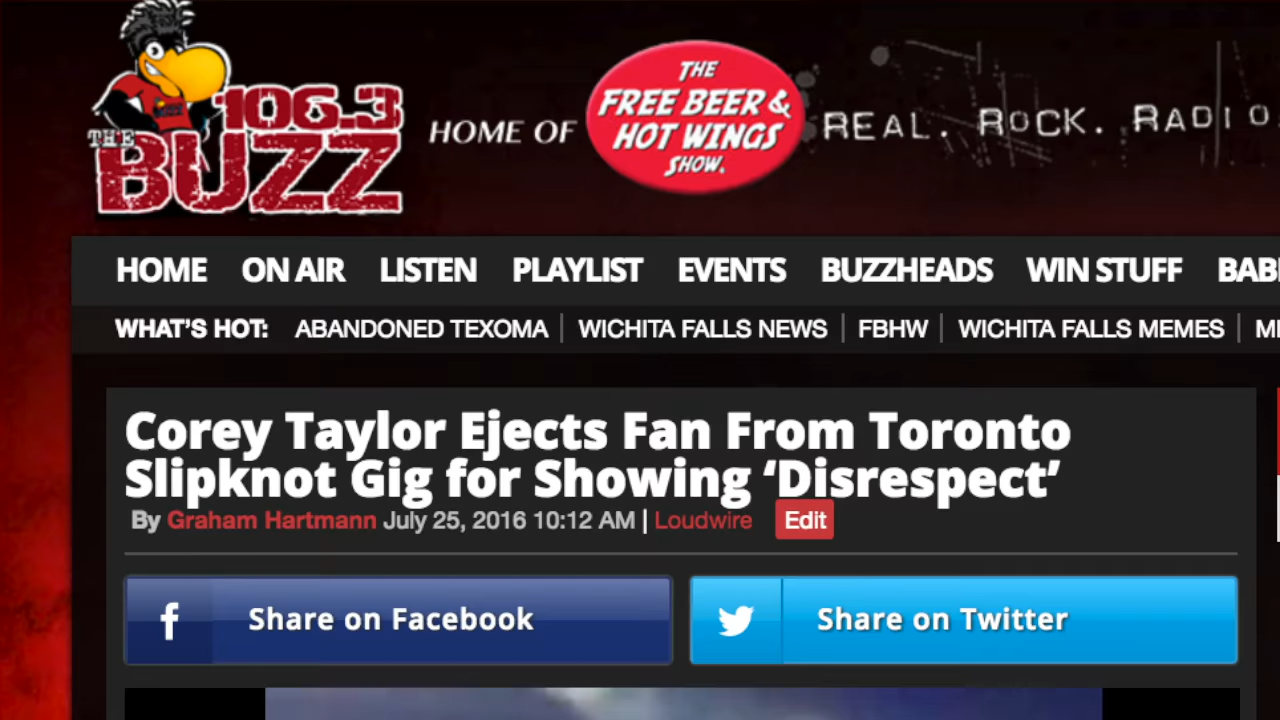 THE
106.3
BUZZ
HOME OF
THE
FREE BEER &
HOT WINGS
SHOW.
REAL. ROCK. RADIO
HOME ON AIR LISTEN PLAYLIST EVENTS BUZZHEADS WIN STUFF
WHAT'S HOT: ABANDONED TEXOMA | WICHITA FALLS NEWS | FBHW | WICHITA FALLS MEMES |
Corey Taylor Ejects Fan From Toronto
Slipknot Gig for Showing ‘Disrespect’
By Graham Hartmann July 25, 2016 10:12 AM | Loudwire Edit
f Share on Facebook Share on Twitter